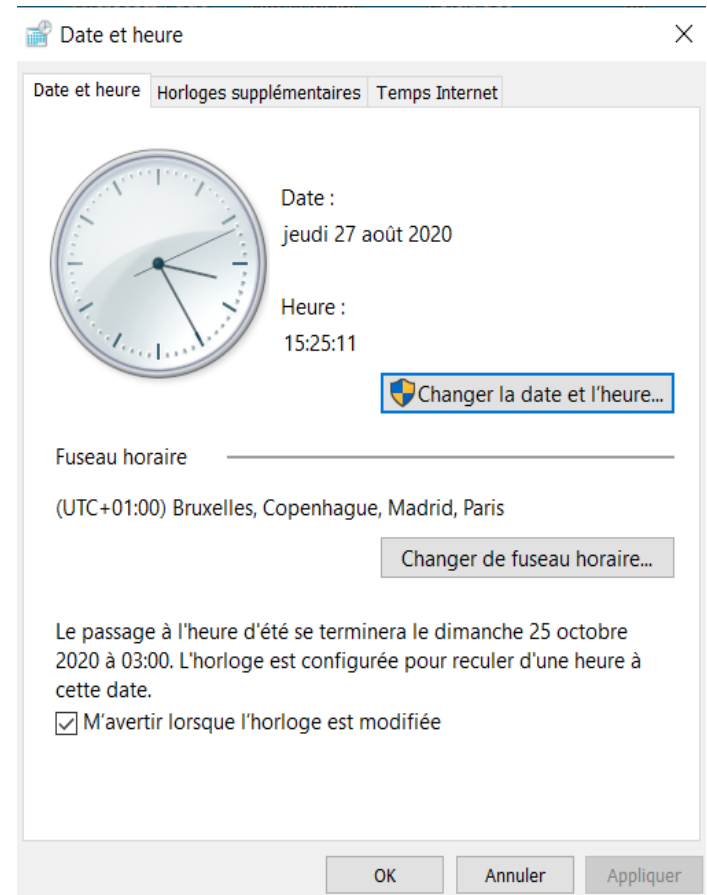 Date et heure
Date et heure Horloges supplémentaires Temps Internet
Date :
jeudi 27 août 2020
Heure :
15:25:11
Changer la date et l'heure...
Fuseau horaire
(UTC+01:00) Bruxelles, Copenhague, Madrid, Paris
Changer de fuseau horaire...
Le passage à l'heure d'été se terminera le dimanche 25 octobre
2020 à 03:00. L'horloge est configurée pour reculer d'une heure à
cette date.
M'avertir lorsque l'horloge est modifiée
OK Annuler Appliquer